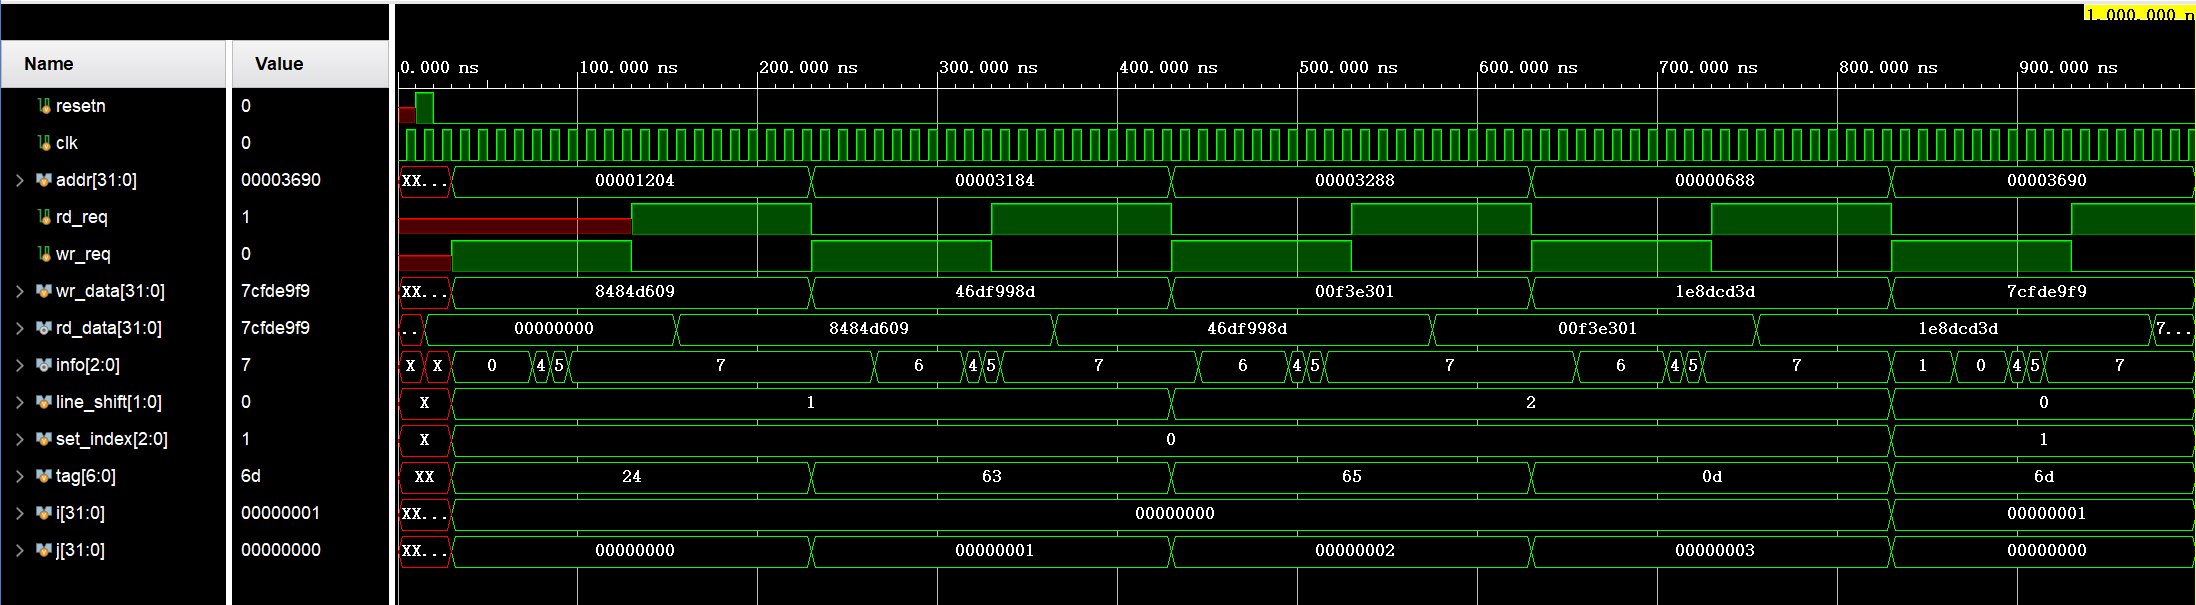 1,000.000 n
Name Value
0.000 ns 100.000 ns 200.000 ns 300.000 ns 400.000 ns 500.000 ns 600.000 ns 700.000 ns 800.000 ns 900.000 ns
resetn 0
clk 0
addr[31:0] 00003690 XX... 00001204 00003184 00003288 00000688 00003690
rd_req 1
wr_req 0
wr_data[31:0] 7cfde9f9 XX... 8484d609 46df998d 00f3e301 1e8dcd3d 7cfde9f9
rd_data[31:0] 7cfde9f9 .. 00000000 8484d609 46df998d 00f3e301 1e8dcd3d 7...
info[2:0] 7 X X 0 4 5 7 6 4 5 7 6 4 5 7 6 4 5 7 1 0 4 5 7
line_shift[1:0] 0 X 1 2 0
set_index[2:0] 1 X 0 1
tag[6:0] 6d XX 24 63 65 0d 6d
i[31:0] 00000001 XX... 00000000 00000001
j[31:0] 00000000 XX... 00000000 00000001 00000002 00000003 00000000